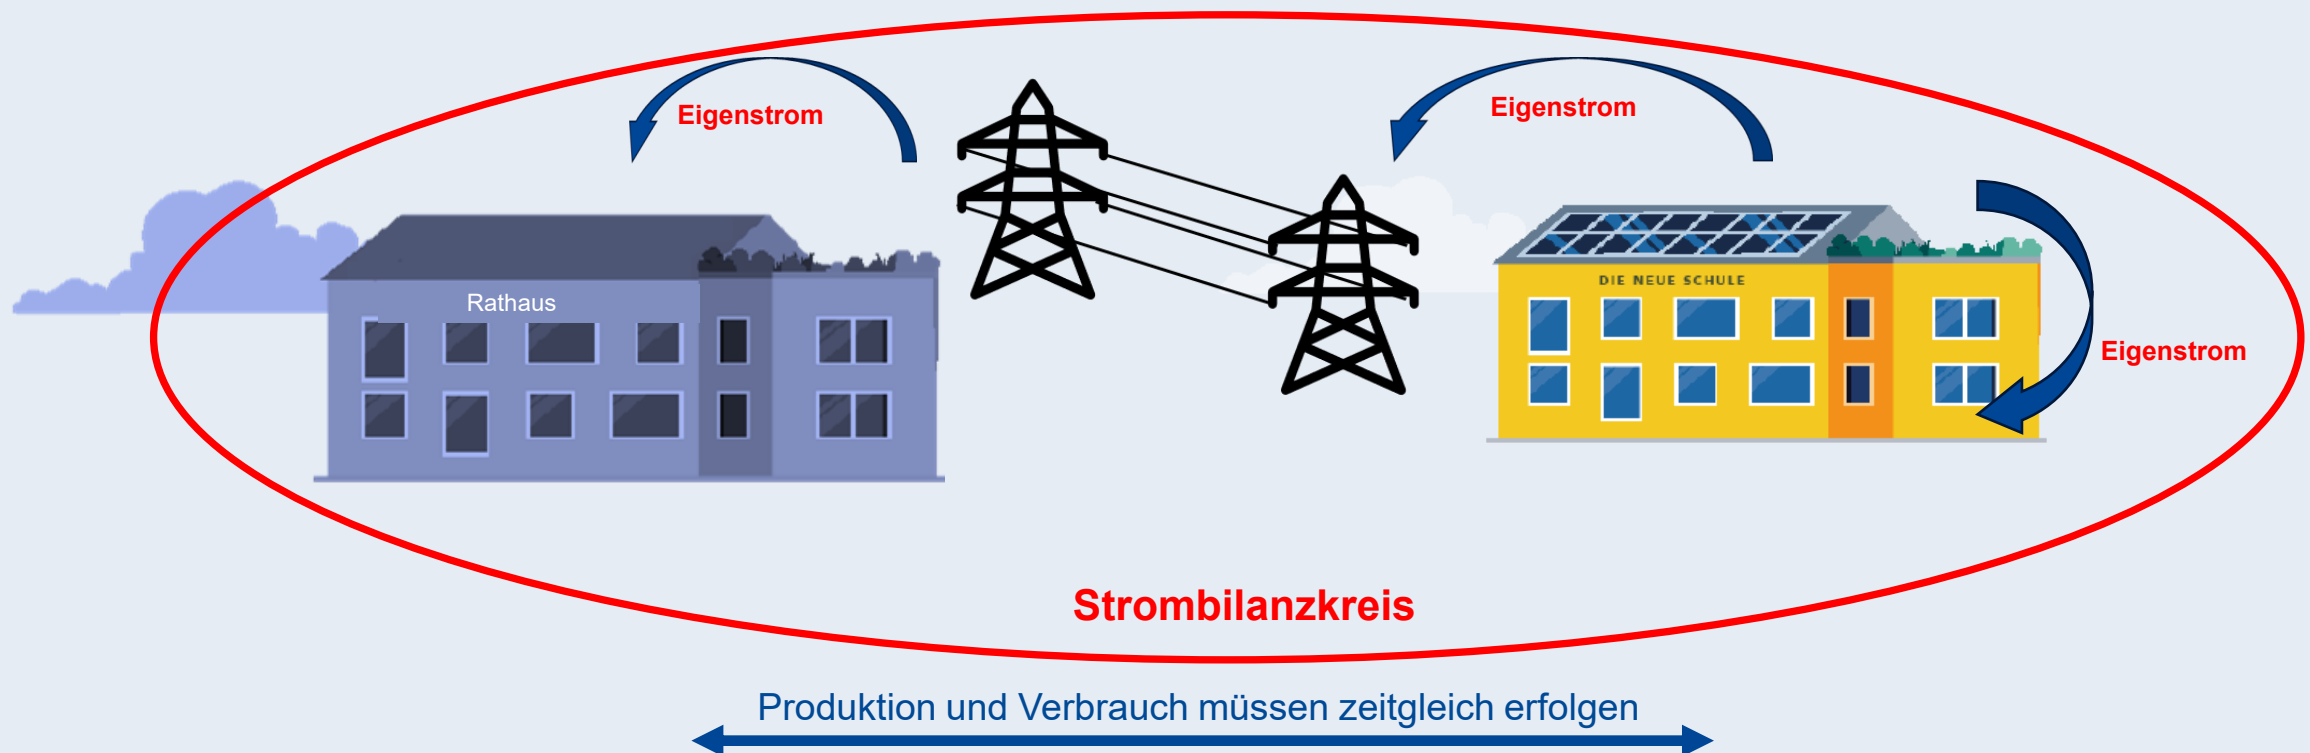 Eigenstrom
Eigenstrom
Rathaus
DIE NEUE SCHULE
Eigenstrom
Strombilanzkreis
Produktion und Verbrauch müssen zeitgleich erfolgen